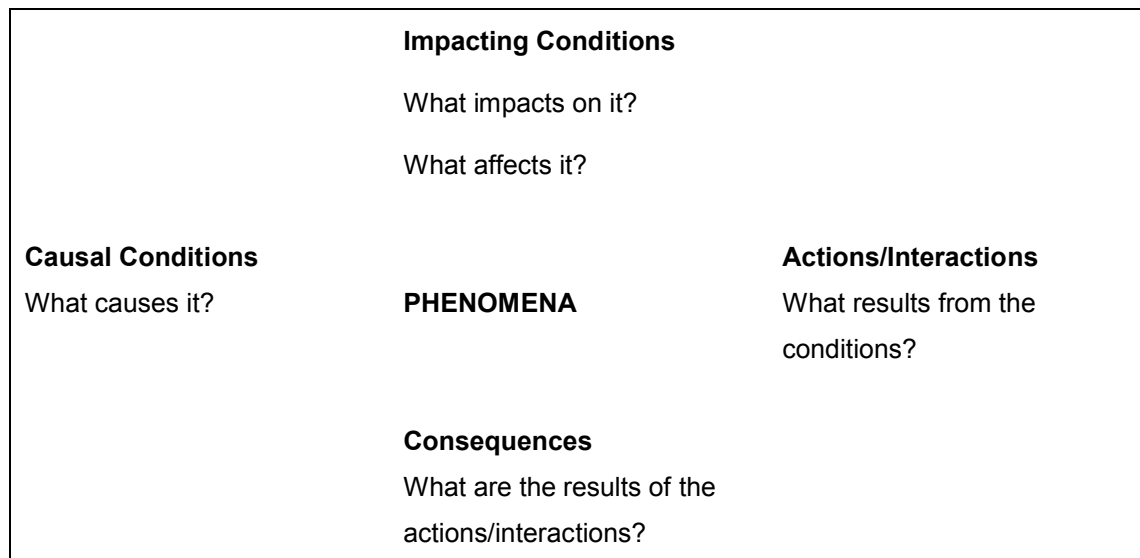 Impacting Conditions
What impacts on it?
What affects it?
Causal Conditions
What causes it?
PHENOMENA
Actions/Interactions
What results from the
conditions?
Consequences
What are the results of the
actions/interactions?